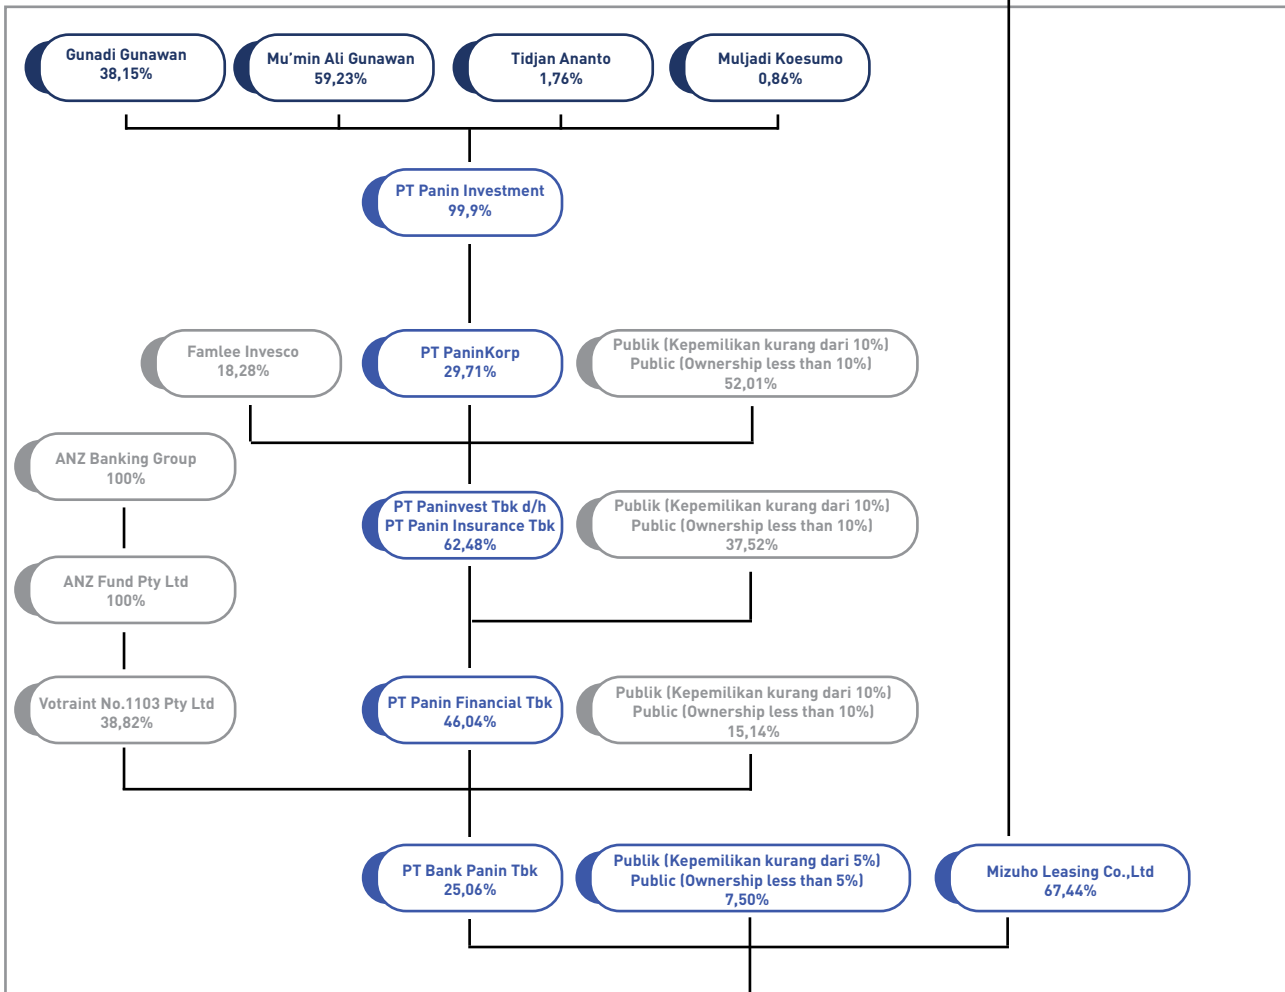 Gunadi Gunawan
38,15%
Mu’min Ali Gunawan
59,23%
Tidjan Ananto
1,76%
Muljadi Koesumo
0,86%
PT Panin Investment
99,9%
Famlee Invesco
18,28%
PT PaninKorp
29,71%
Publik (Kepemilikan kurang dari 10%)
Public (Ownership less than 10%)
52,01%
ANZ Banking Group
100%
PT Paninvest Tbk d/h
PT Panin Insurance Tbk
62,48%
Publik (Kepemilikan kurang dari 10%)
Public (Ownership less than 10%)
37,52%
ANZ Fund Pty Ltd
100%
Votraint No.1103 Pty Ltd
38,82%
PT Panin Financial Tbk
46,04%
Publik (Kepemilikan kurang dari 10%)
Public (Ownership less than 10%)
15,14%
PT Bank Panin Tbk
25,06%
Publik (Kepemilikan kurang dari 5%)
Public (Ownership less than 5%)
7,50%
Mizuho Leasing Co.,Ltd
67,44%